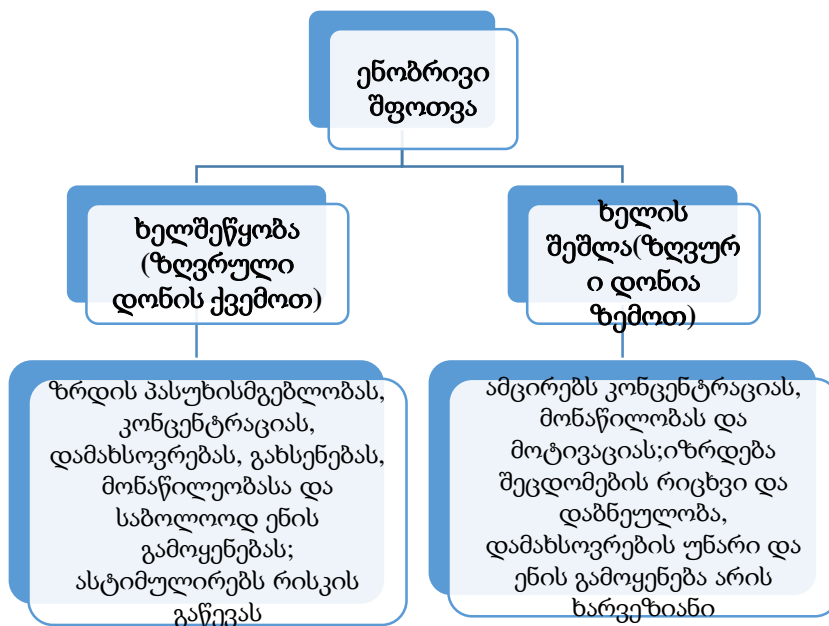 ენობრივი
შფოთვა
ხელშეწყობა
(ზღვრული
დონის ქვემოთ)
ხელის
შეშლა(ზღვურ
ი დონია
ზემოთ)
ზრდის პასუხისმგებლობას,
კონცენტრაციას,
დამახსოვრებას, გახსენებას,
მონაწილეობასა და
საბოლოოდ ენის
გამოყენებას;
ასტიმულირებს რისკის
გაწევას
ამცირებს კონცენტრაციას,
მონაწილობას და
მოტივაციას;იზრდება
შეცდომების რიცხვი და
დაბნეულობა,
დამახსოვრების უნარი და
ენის გამოყენება არის
ხარვეზიანი